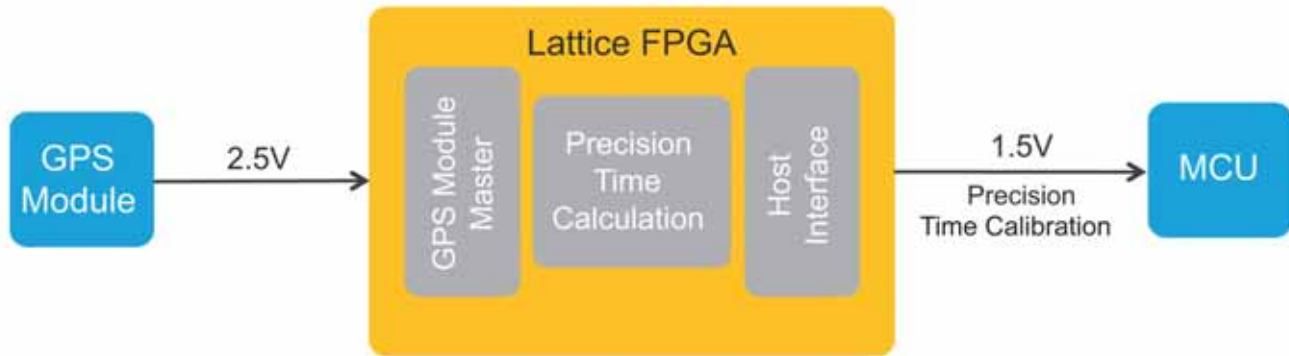 Lattice FPGA
GPS
Module
2.5V
GPS Module
Master
Precision
Time
Calculation
Host
Interface
1.5V
Precision
Time Calibration
MCU